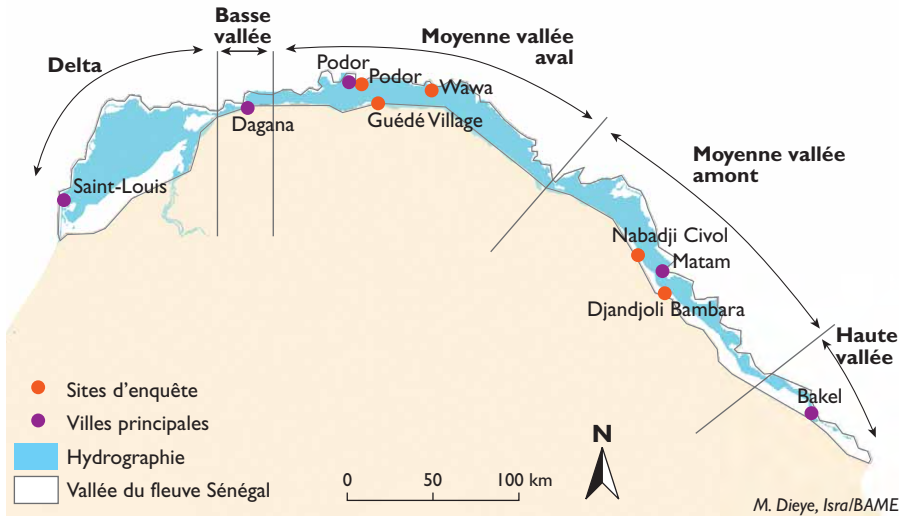 Basse
vallée
Delta
Moyenne vallée
aval
Podor
Podor
Wawa
Dagana
Guédé Village
Moyenne vallée
amont
Saint-Louis
Nabadji Civol
Matam
Djandjoli Bambara
Haute
vallée
Bakel
Sites d'enquête
Villes principales
Hydrographie
Vallée du fleuve Sénégal
0 50 100 km
N
M. Dieye, Isra/BAME